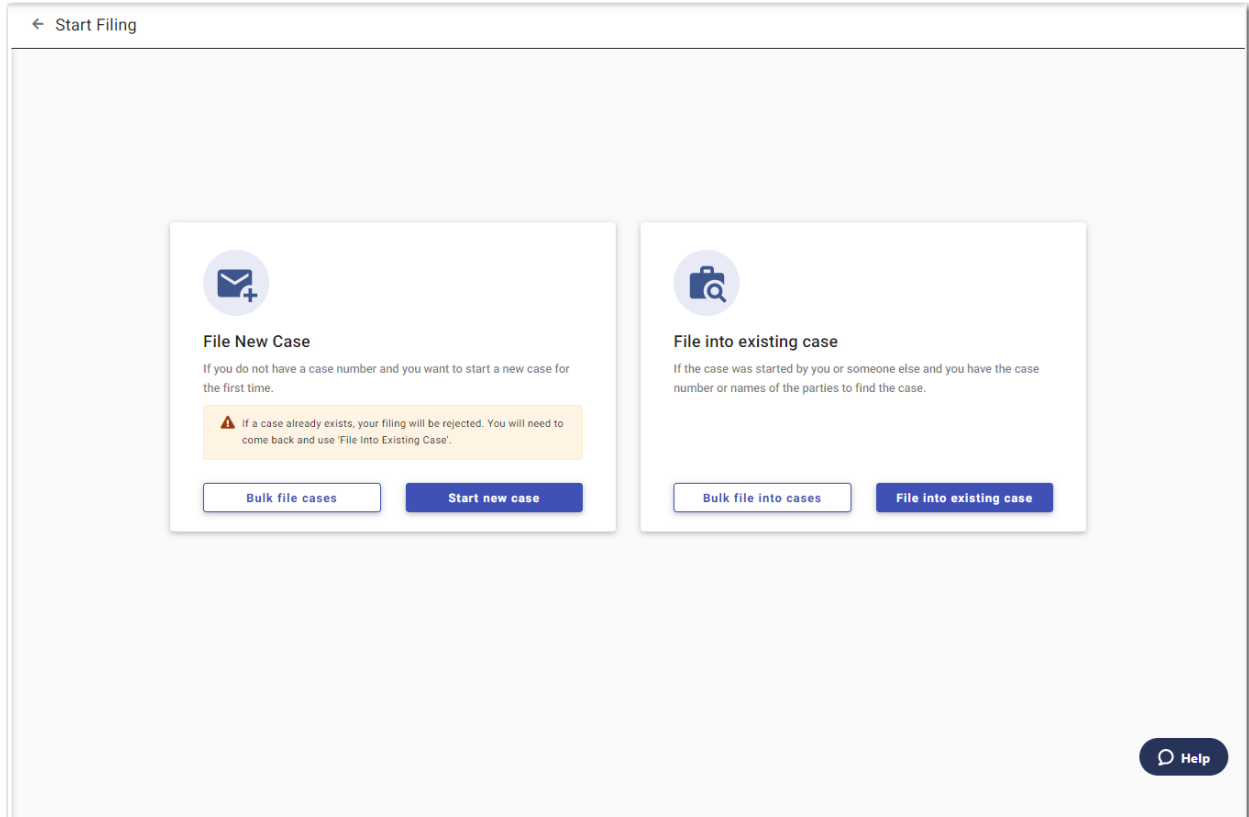 Start Filing
File New Case
If you do not have a case number and you want to start a new case for
the first time.
If a case already exists, your filing will be rejected. You will need to
come back and use 'File Into Existing Case'.
Bulk file cases
Start new case
File into existing case
If the case was started by you or someone else and you have the case
number or names of the parties to find the case.
Bulk file into cases
File into existing case
Help